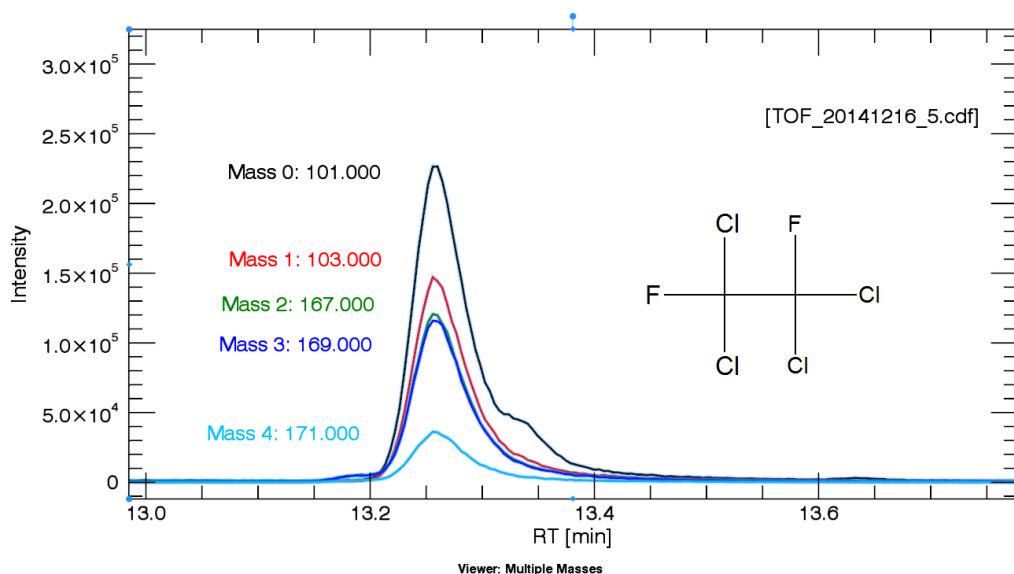 3.0×10⁵
2.5×10⁵
2.0×10⁵
1.5×10⁵
1.0×10⁵
5.0×10⁴
0
Intensity
[TOF_20141216_5.cdf]
Mass 0: 101.000
Mass 1: 103.000
Mass 2: 167.000
Mass 3: 169.000
Mass 4: 171.000
Cl
F
F
Cl
Cl
Cl
13.0
13.2
13.4
13.6
RT [min]
Viewer: Multiple Masses